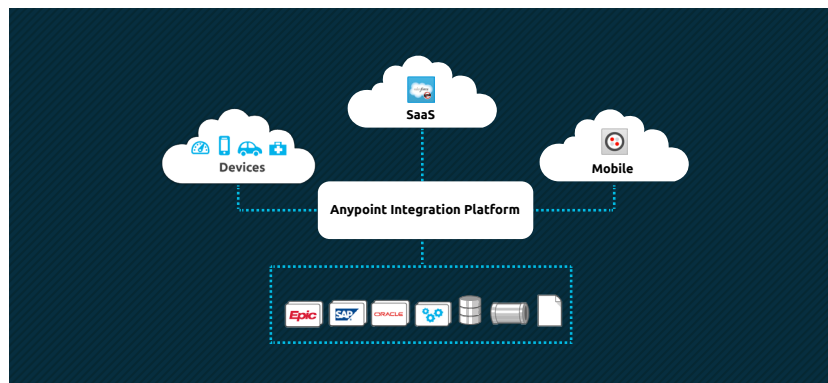 SaaS
Devices
Mobile
Anypoint Integration Platform
Epic
SAP
ORACLE